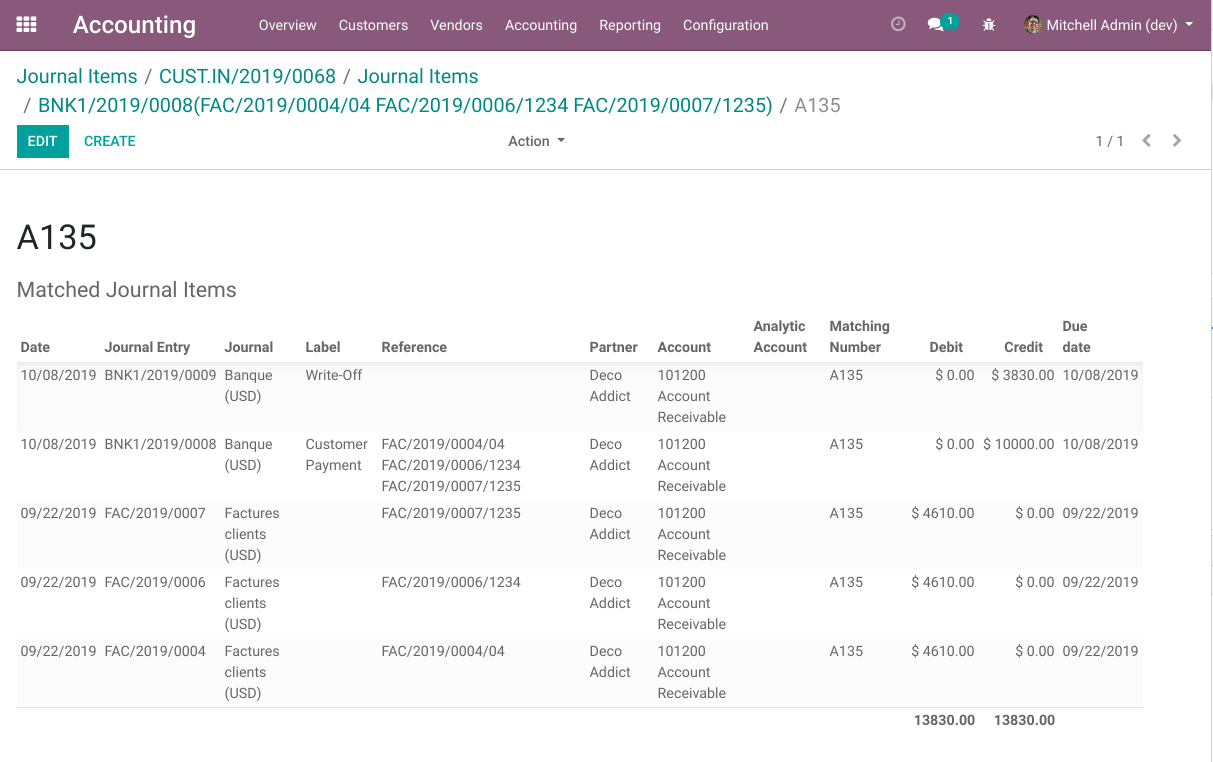 Accounting Overview Customers Vendors Accounting Reporting Configuration 1 Mitchell Admin (dev)
Journal Items / CUST.IN/2019/0068 / Journal Items
/ BNK1/2019/0008(FAC/2019/0004/04 FAC/2019/0006/1234 FAC/2019/0007/1235) / A135
EDIT CREATE Action 1 / 1
A135
Matched Journal Items
Analytic Matching Due
Date Journal Entry Journal Label Reference Partner Account Account Number Debit Credit date
10/08/2019 BNK1/2019/0009 Banque Write-Off Deco 101200 A135 $ 0.00 $ 3830.00 10/08/2019
(USD) Addict Account
Receivable
10/08/2019 BNK1/2019/0008 Banque Customer FAC/2019/0004/04 Deco 101200 A135 $ 0.00 $ 10000.00 10/08/2019
(USD) Payment FAC/2019/0006/1234 Addict Account
FAC/2019/0007/1235 Receivable
09/22/2019 FAC/2019/0007 Factures FAC/2019/0007/1235 Deco 101200 A135 $ 4610.00 $ 0.00 09/22/2019
clients Addict Account
(USD) Receivable
09/22/2019 FAC/2019/0006 Factures FAC/2019/0006/1234 Deco 101200 A135 $ 4610.00 $ 0.00 09/22/2019
clients Addict Account
(USD) Receivable
09/22/2019 FAC/2019/0004 Factures FAC/2019/0004/04 Deco 101200 A135 $ 4610.00 $ 0.00 09/22/2019
clients Addict Account
(USD) Receivable
13830.00 13830.00